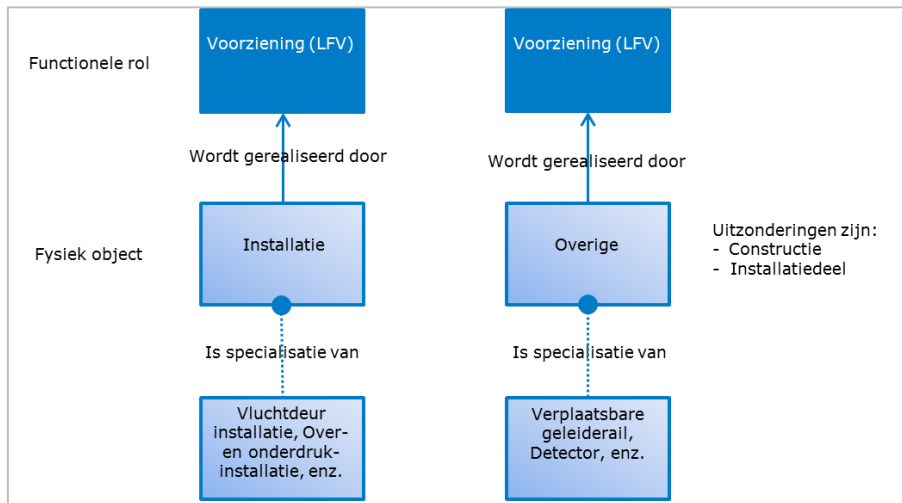 Voorziening (LFV)
Voorziening (LFV)
Functionele rol
Wordt gerealiseerd door
Wordt gerealiseerd door
Fysiek object
Installatie
Overige
Uitzonderingen zijn:
- Constructie
- Installatiedeel
Is specialisatie van
Is specialisatie van
Vluchtdeur
installatie, Over-
en onderdruk-
installatie, enz.
Verplaatsbare
geleiderail,
Detector, enz.